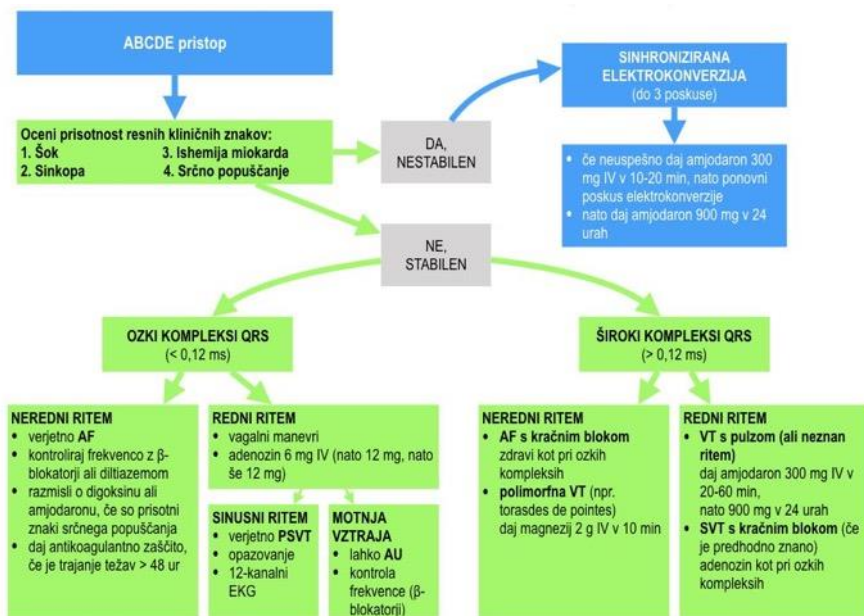 ABCDE pristop
SINHRONIZIRANA
ELEKTROKONVERZIJA
(do 3 poskuse)
Oceni prisotnost resnih kliničnih znakov:
1. Šok 3. Ishemija miokarda
2. Sinkopa 4. Srčno popuščanje
DA,
NESTABILEN
• če neuspešno daj amjodaron 300
mg IV v 10-20 min, nato ponovni
poskus elektrokonverzije
• nato daj amjodaron 900 mg v 24
urah
NE,
STABILEN
OZKI KOMPLEKSI QRS
(< 0,12 ms)
ŠIROKI KOMPLEKSI QRS
(> 0,12 ms)
NEREDNI RITEM
• verjetno AF
• kontroliraj frekvenco z β-
blokatorji ali diltiazemom
• razmisli o digoksinu ali
amjodaronu, če so prisotni
znaki srčnega popuščanja
• daj antikoagulantno zaščito,
če je trajanje težav > 48 ur
REDNI RITEM
• vagalni manevri
• adenozin 6 mg IV (nato 12 mg, nato
še 12 mg)
SINUSNI RITEM
• verjetno PSVT
• opazovanje
• 12-kanalni
EKG
MOTNJA
VZTRAJA
• lahko AU
• kontrola
frekvence (β-
blokatorji)
NEREDNI RITEM
• AF s kračnim blokom
zdravi kot pri ozkih
kompleksih
• polimorfna VT (npr.
torasdes de pointes)
daj magnezij 2 g IV v 10 min
REDNI RITEM
• VT s pulzom (ali neznan
ritem)
daj amjodaron 300 mg IV v
20-60 min,
nato 900 mg v 24 urah
• SVT s kračnim blokom (če
je predhodno znano)
adenozin kot pri ozkih
kompleksih